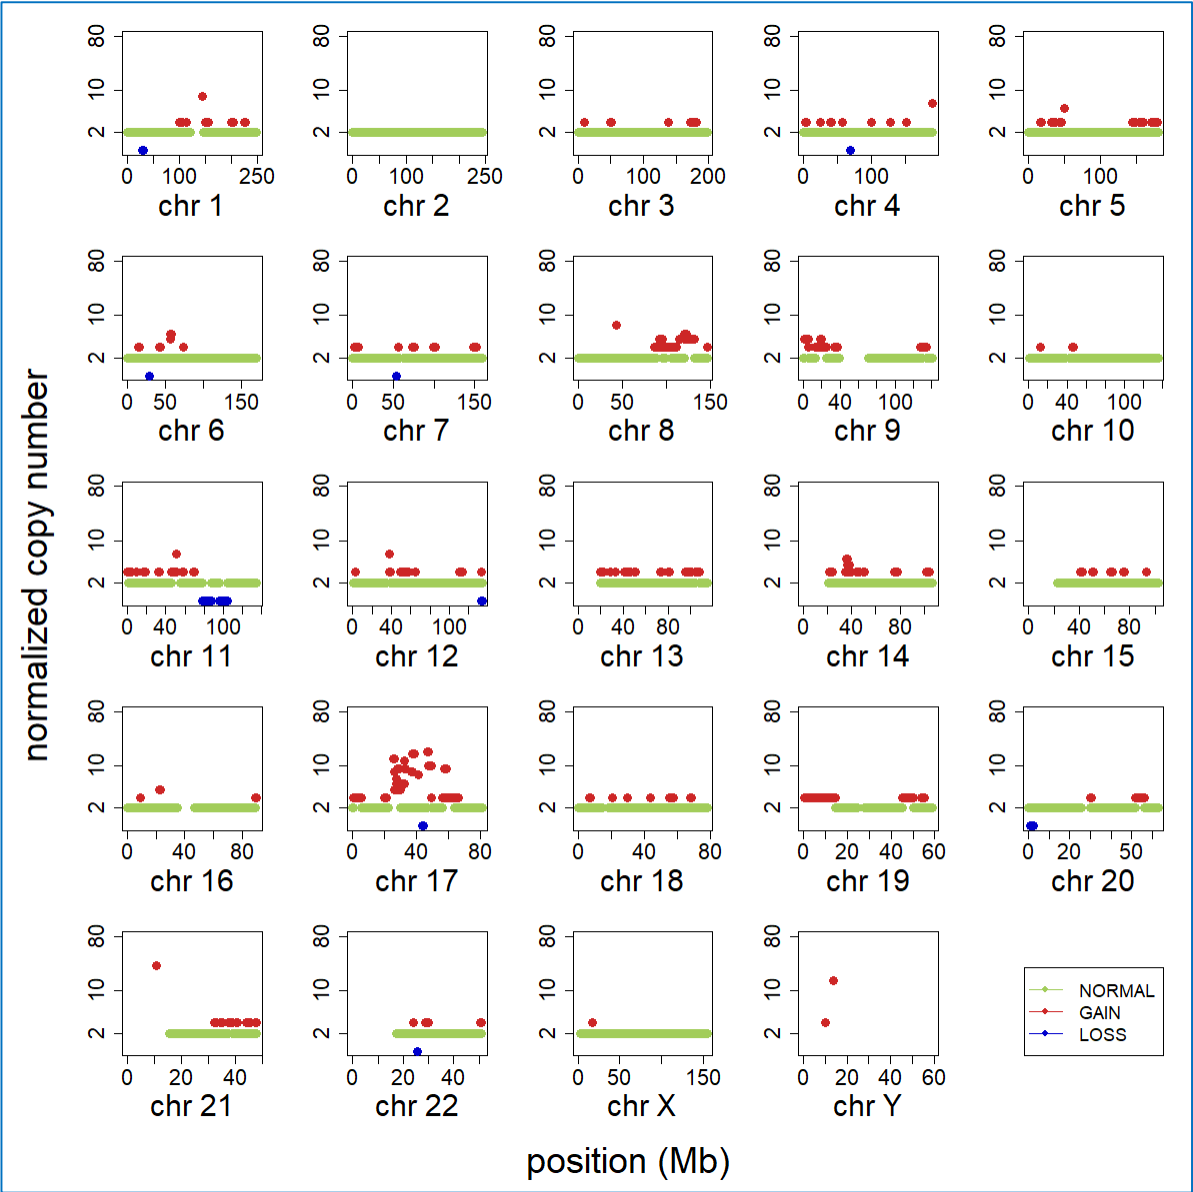 normalized copy number
80
10
2
0 100 250
chr 1
80
10
2
0 100 250
chr 2
80
10
2
0 100 200
chr 3
80
10
2
0 100
chr 4
80
10
2
0 100
chr 5
80
10
2
0 50 150
chr 6
80
10
2
0 50 150
chr 7
80
10
2
0 50 150
chr 8
80
10
2
0 40 100
chr 9
80
10
2
0 40 100
chr 10
80
10
2
0 40 100
chr 11
80
10
2
0 40 100
chr 12
80
10
2
0 40 80
chr 13
80
10
2
0 40 80
chr 14
80
10
2
0 40 80
chr 15
80
10
2
0 40 80
chr 16
80
10
2
0 40 80
chr 17
80
10
2
0 40 80
chr 18
80
10
2
0 20 40 60
chr 19
80
10
2
0 20 50
chr 20
80
10
2
0 20 40
chr 21
80
10
2
0 20 40
chr 22
80
10
2
0 50 150
chr X
80
10
2
0 20 40 60
chr Y
NORMAL
GAIN
LOSS
position (Mb)